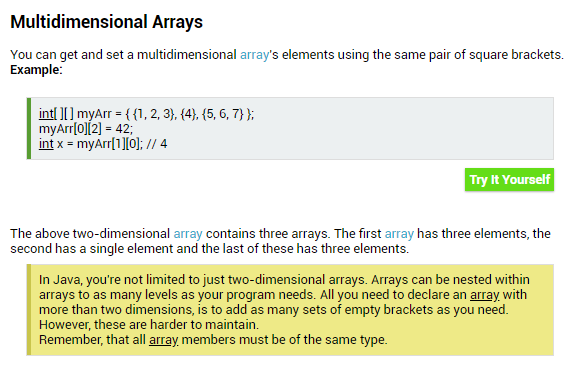 Multidimensional Arrays
You can get and set a multidimensional array's elements using the same pair of square brackets.
Example:
int[ ][ ] myArr = { {1, 2, 3}, {4}, {5, 6, 7} };
myArr[0][2] = 42;
int x = myArr[1][0]; // 4
Try It Yourself
The above two-dimensional array contains three arrays. The first array has three elements, the
second has a single element and the last of these has three elements.
In Java, you're not limited to just two-dimensional arrays. Arrays can be nested within
arrays to as many levels as your program needs. All you need to declare an array with
more than two dimensions, is to add as many sets of empty brackets as you need.
However, these are harder to maintain.
Remember, that all array members must be of the same type.